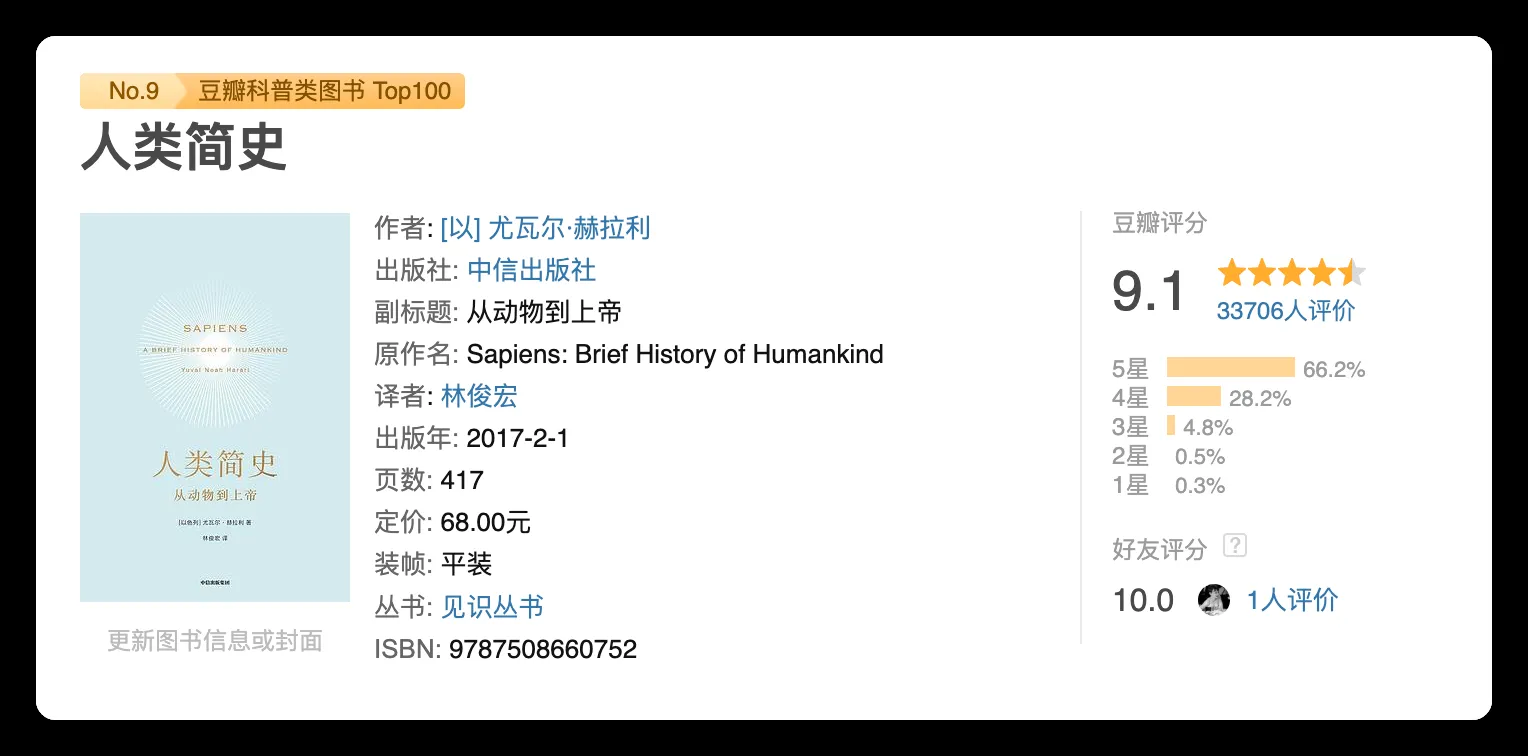 No.9 豆瓣科普类图书 Top100
人类简史
SAPIENS
A BRIEF HISTORY OF HUMANKIND
Yuval Noah Harari
人类简史
从动物到上帝
[以色列] 尤瓦尔·赫拉利 著
林俊宏 译
中信出版集团
更新图书信息或封面
作者: [以] 尤瓦尔·赫拉利
出版社: 中信出版社
副标题: 从动物到上帝
原作名: Sapiens: Brief History of Humankind
译者: 林俊宏
出版年: 2017-2-1
页数: 417
定价: 68.00元
装帧: 平装
丛书: 见识丛书
ISBN: 9787508660752
豆瓣评分
9.1
33706人评价
5星 66.2%
4星 28.2%
3星 4.8%
2星 0.5%
1星 0.3%
好友评分 ?
10.0 1人评价